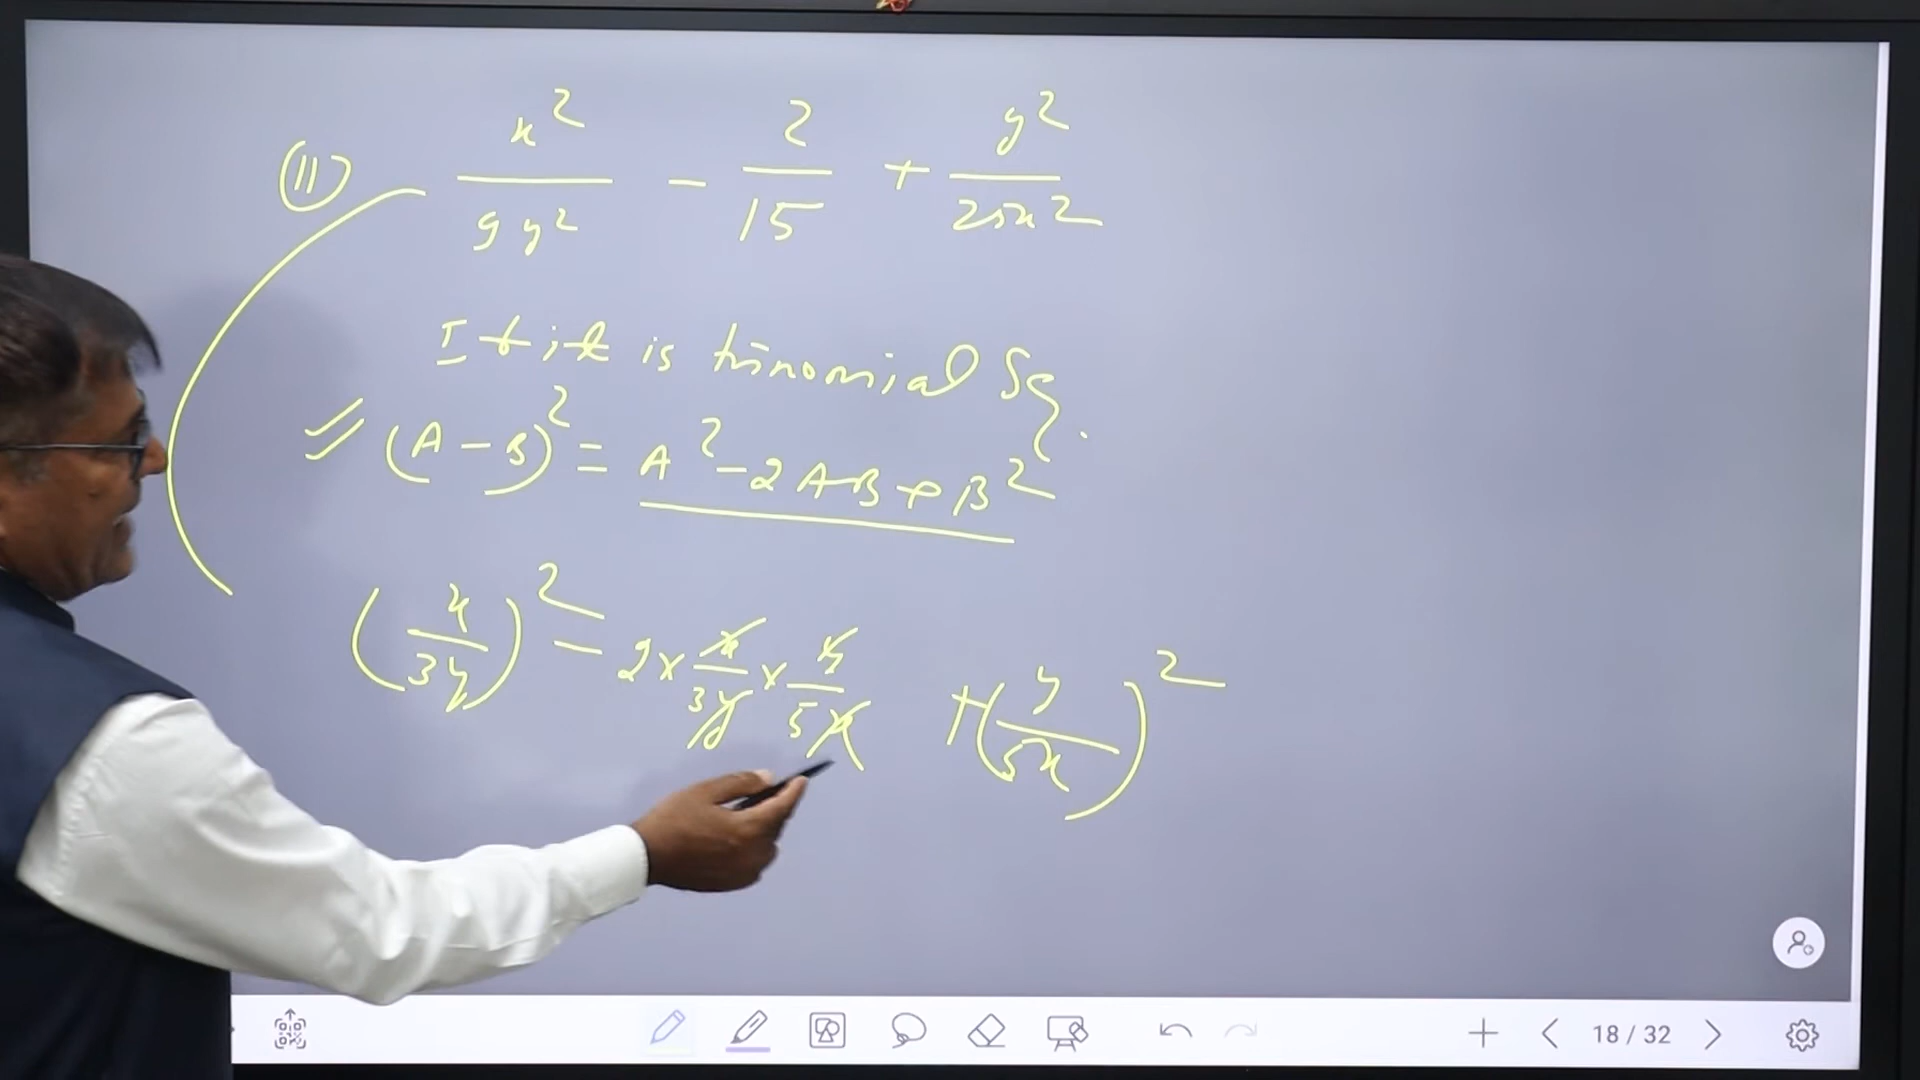 (11) x²/9y² - 2/15 + y²/25x²
If it is trinomial Sq.
⇒ (A - B)² = A² - 2AB + B²
(x/3y)² = 2 × x/3y × y/5x + (y/5x)²
18 / 32